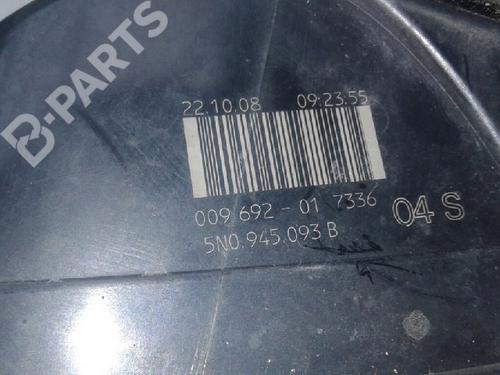 B-PARTS
22.10.08 09:23:55
009 692 - 01 7336
04 S
5N0.945.093 B